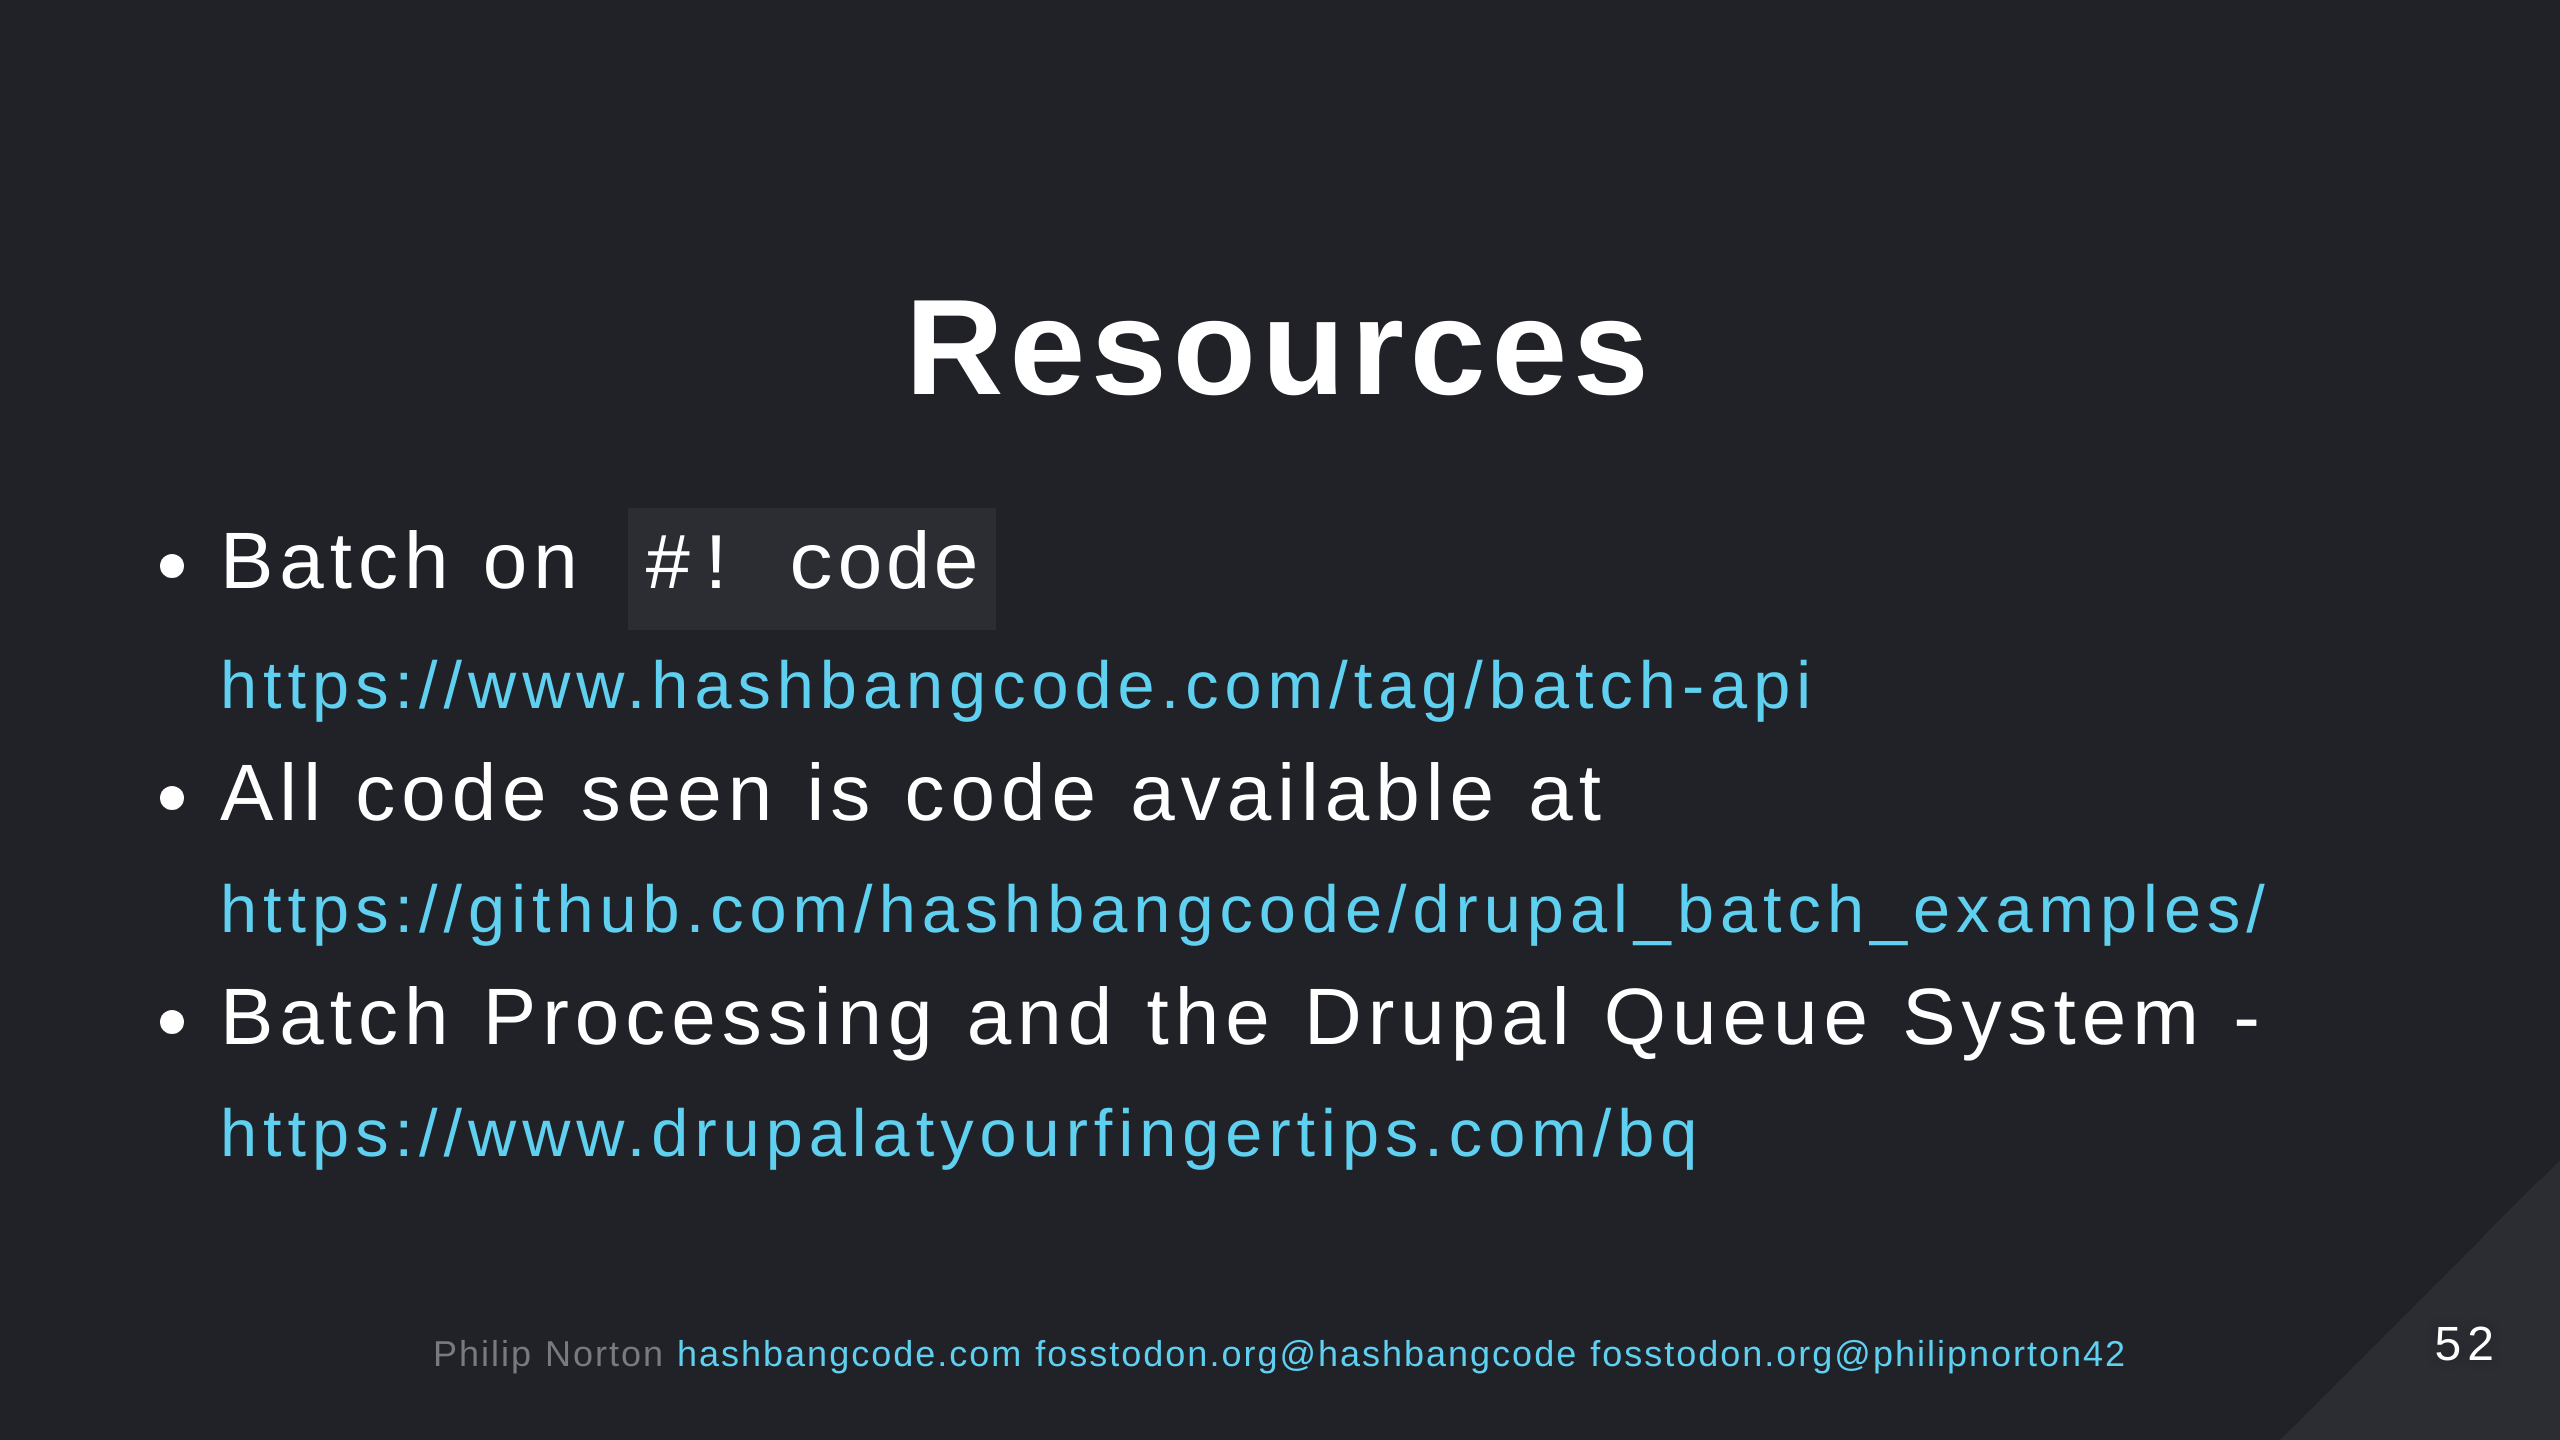 Resources
Batch on #! code
https://www.hashbangcode.com/tag/batch-api
All code seen is code available at
https://github.com/hashbangcode/drupal_batch_examples/
Batch Processing and the Drupal Queue System -
https://www.drupalatyourfingertips.com/bq
Philip Norton hashbangcode.com fosstodon.org@hashbangcode fosstodon.org@philipnorton42
52